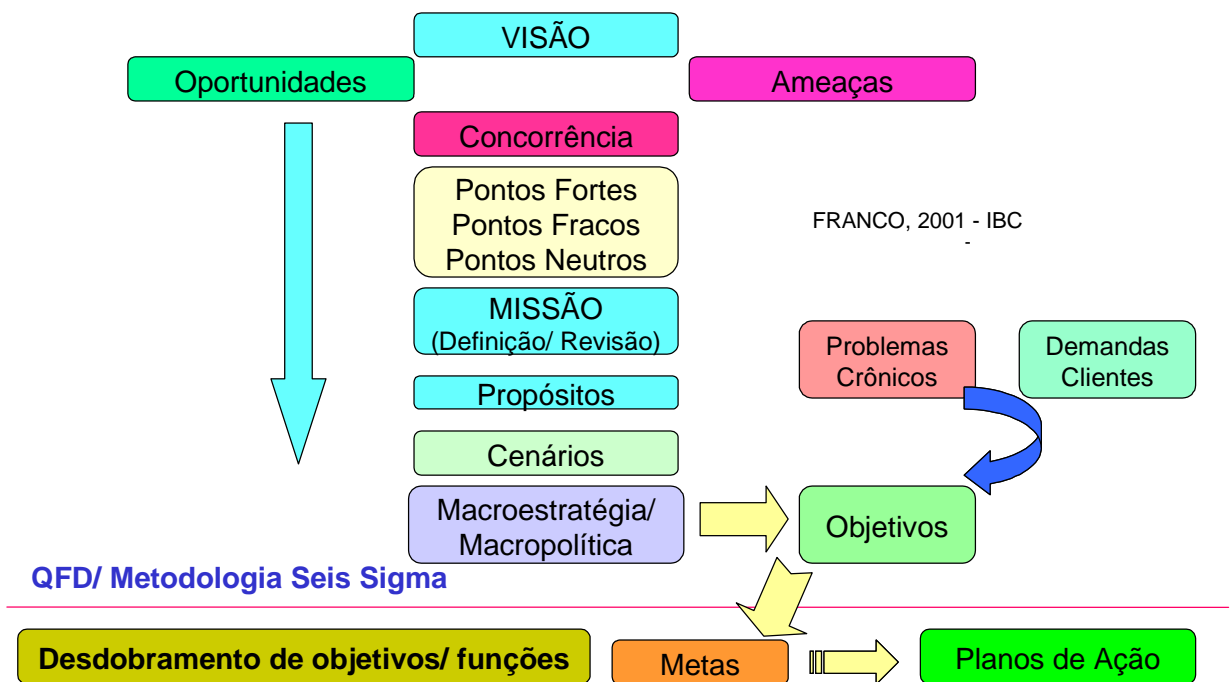 VISÃO
Oportunidades
Ameaças
Concorrência
Pontos Fortes
Pontos Fracos
Pontos Neutros
FRANCO, 2001 - IBC
-
MISSÃO
(Definição/ Revisão)
Problemas
Crônicos
Demandas
Clientes
Propósitos
Cenários
Macroestratégia/
Macropolítica
Objetivos
QFD/ Metodologia Seis Sigma
Desdobramento de objetivos/ funções
Metas
Planos de Ação